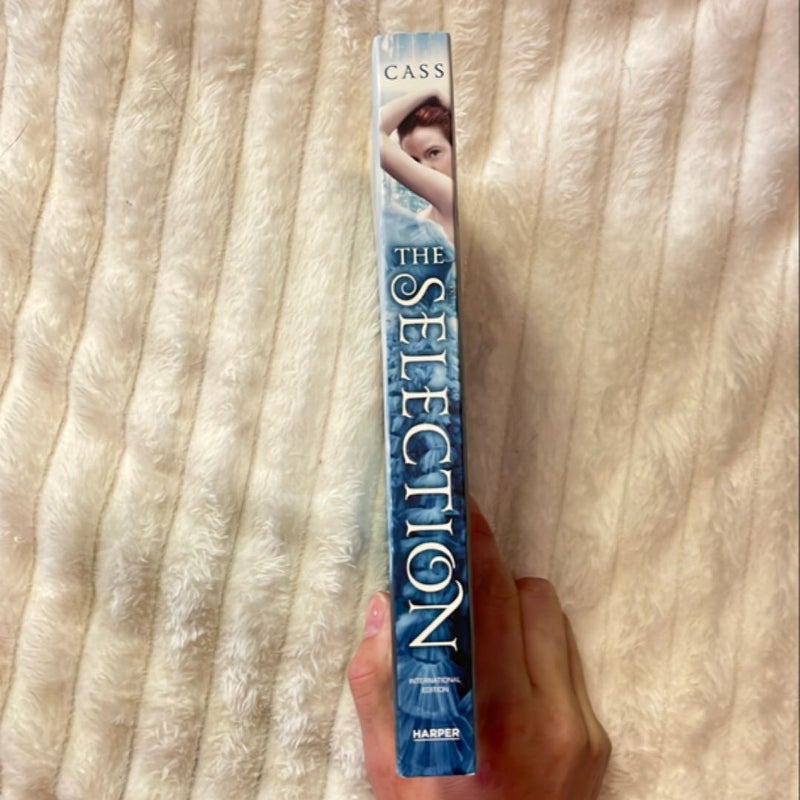 CASS
THE
SELECTION
INTERNATIONAL
EDITION
HARPER